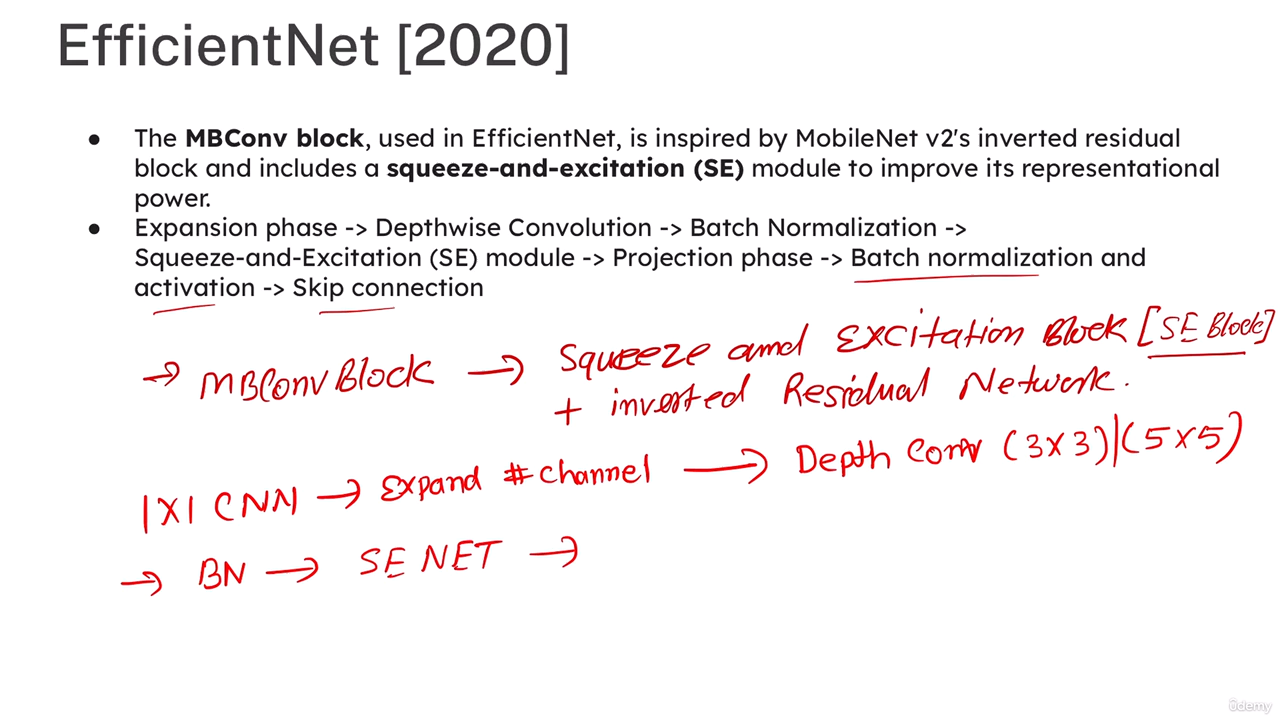 EfficientNet [2020]
● The MBConv block, used in EfficientNet, is inspired by MobileNet v2's inverted residual
block and includes a squeeze-and-excitation (SE) module to improve its representational
power.
● Expansion phase -> Depthwise Convolution -> Batch Normalization ->
Squeeze-and-Excitation (SE) module -> Projection phase -> Batch normalization and
activation -> Skip connection
→ MBConvBlock → Squeeze and Excitation Block [SE Block]
+ inverted Residual Network.
1X1 CNN → Expand # channel → Depth Conv (3X3)|(5X5)
→ BN → SE NET →
ûdemy